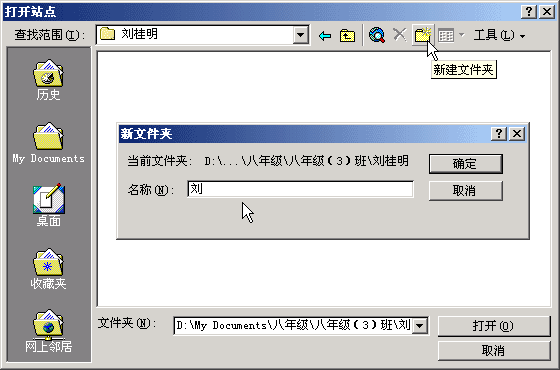 打开站点
查找范围(I): 刘桂明 工具(L)
新建文件夹
历史
My Documents
桌面
收藏夹
网上邻居
新文件夹
当前文件夹: D:\...\八年级\八年级(3)班\刘桂明
确定
名称(N): 刘
取消
文件夹(N): D:\My Documents\八年级\八年级(3)班\刘
打开(O)
取消